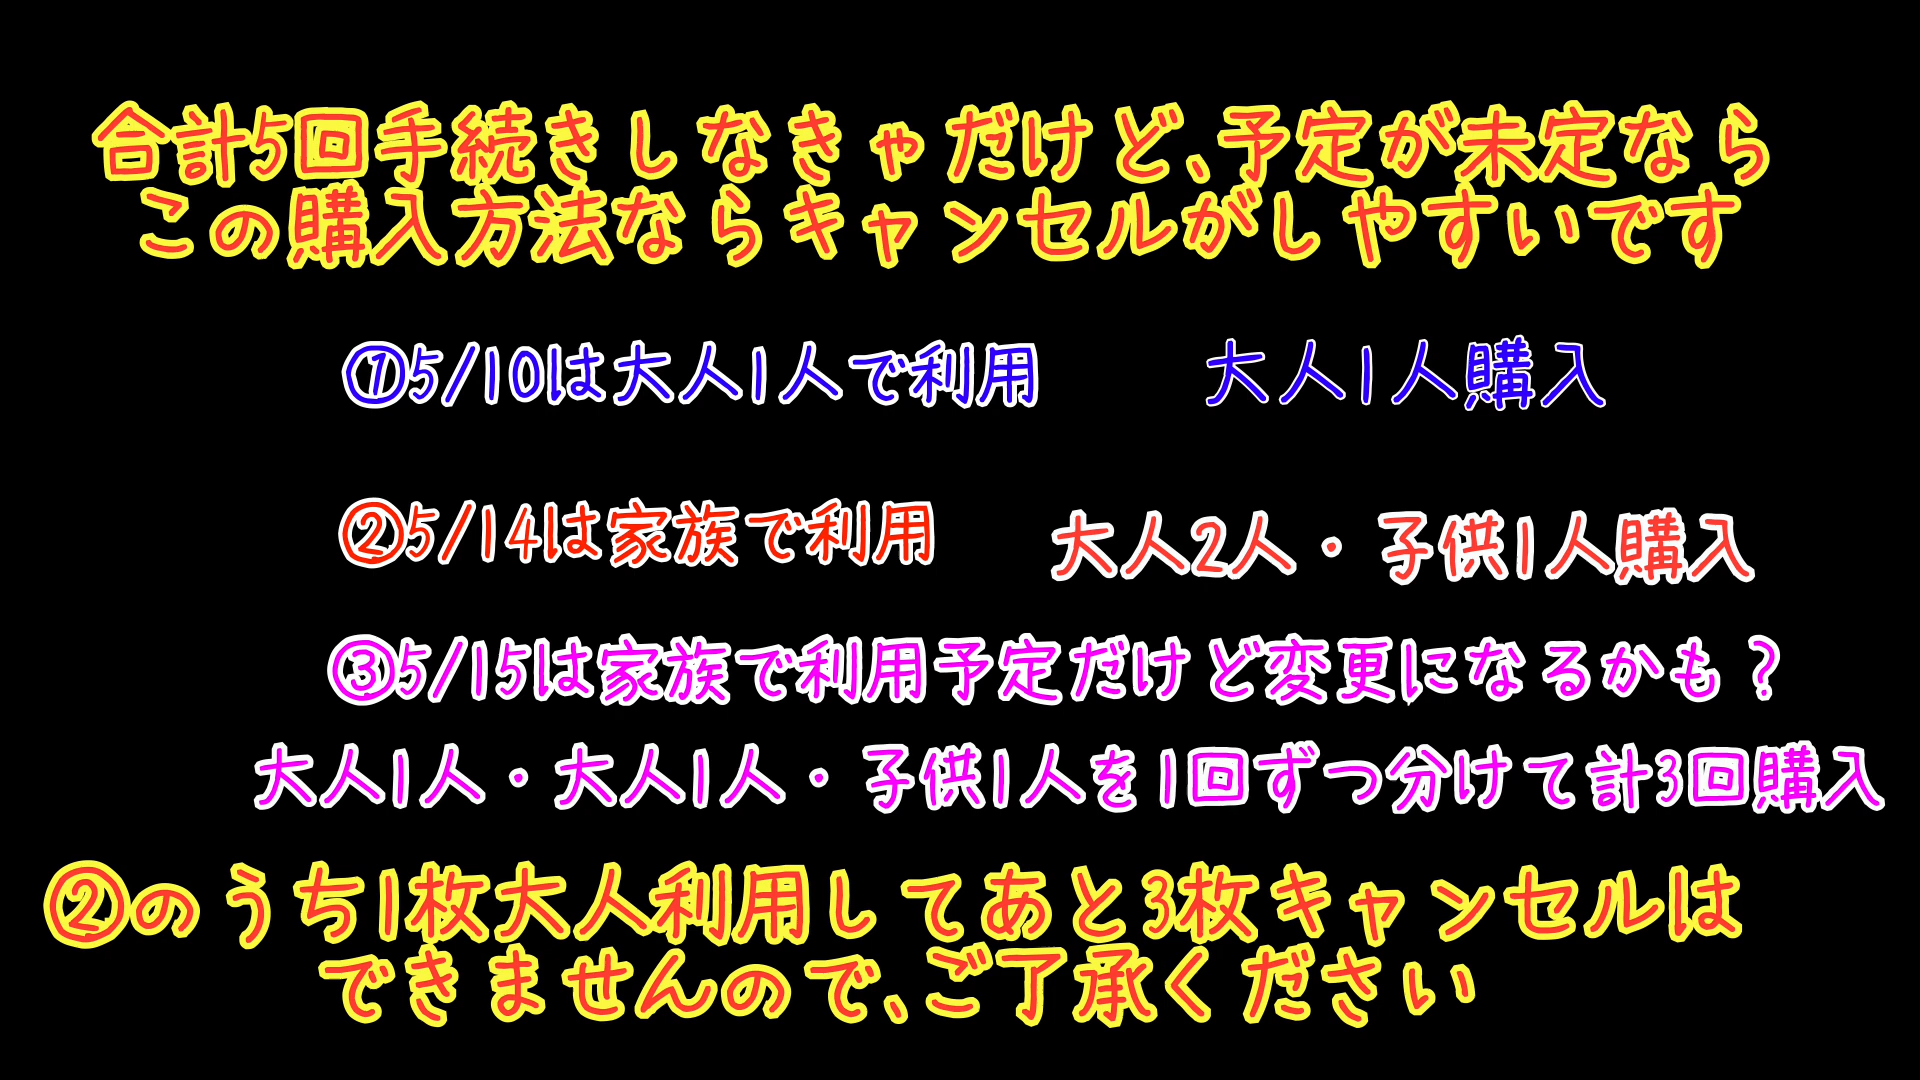 合計5回手続きしなきゃだけど、予定が未定なら
この購入方法ならキャンセルがしやすいです
①5/10は大人1人で利用 大人1人購入
②5/14は家族で利用 大人2人・子供1人購入
③5/15は家族で利用予定だけど変更になるかも?
大人1人・大人1人・子供1人を1回ずつ分けて計3回購入
②のうち1枚大人利用してあと3枚キャンセルは
できませんので、ご了承ください